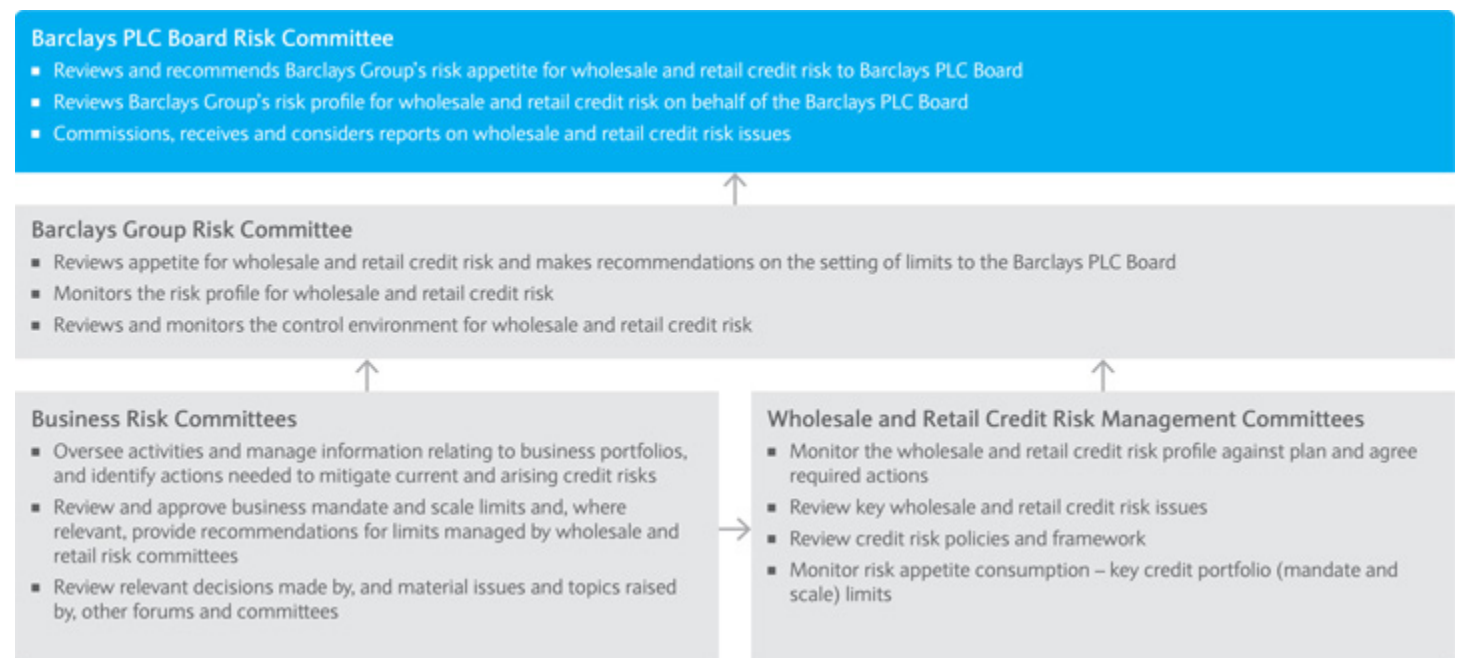 Barclays PLC Board Risk Committee
▪ Reviews and recommends Barclays Group's risk appetite for wholesale and retail credit risk to Barclays PLC Board
▪ Reviews Barclays Group's risk profile for wholesale and retail credit risk on behalf of the Barclays PLC Board
▪ Commissions, receives and considers reports on wholesale and retail credit risk issues
Barclays Group Risk Committee
▪ Reviews appetite for wholesale and retail credit risk and makes recommendations on the setting of limits to the Barclays PLC Board
▪ Monitors the risk profile for wholesale and retail credit risk
▪ Reviews and monitors the control environment for wholesale and retail credit risk
Business Risk Committees
▪ Oversee activities and manage information relating to business portfolios,
and identify actions needed to mitigate current and arising credit risks
▪ Review and approve business mandate and scale limits and, where
relevant, provide recommendations for limits managed by wholesale and
retail risk committees
▪ Review relevant decisions made by, and material issues and topics raised
by, other forums and committees
Wholesale and Retail Credit Risk Management Committees
▪ Monitor the wholesale and retail credit risk profile against plan and agree
required actions
▪ Review key wholesale and retail credit risk issues
▪ Review credit risk policies and framework
▪ Monitor risk appetite consumption – key credit portfolio (mandate and
scale) limits